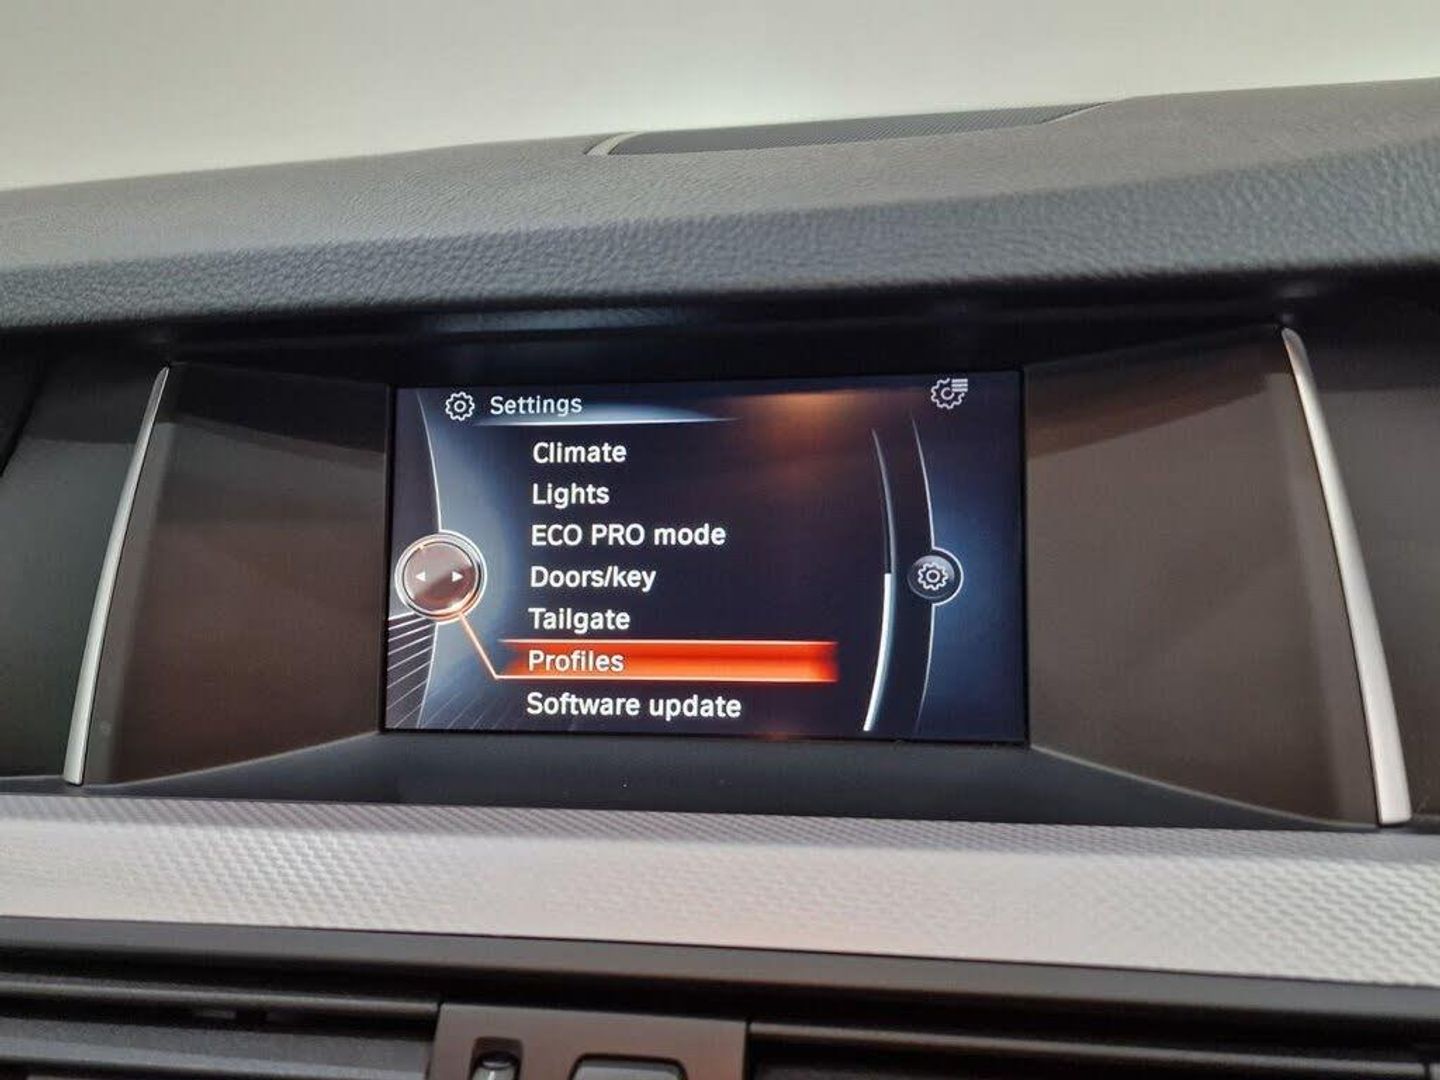 Settings
Climate
Lights
ECO PRO mode
Doors/key
Tailgate
Profiles
Software update